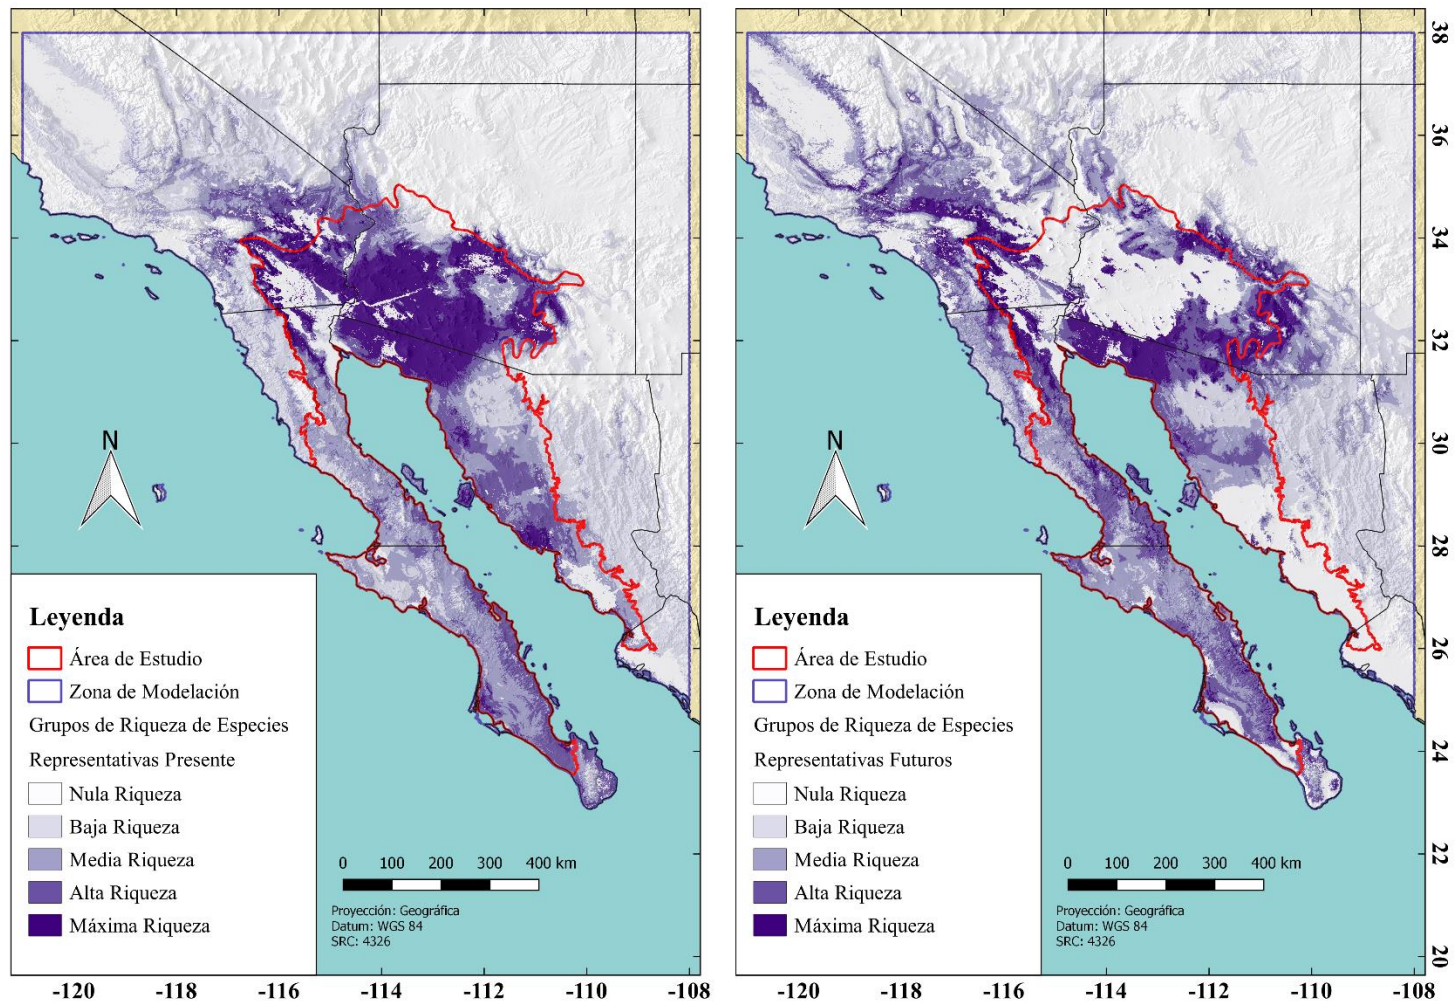 N
Leyenda
Área de Estudio
Zona de Modelación
Grupos de Riqueza de Especies
Representativas Presente
Nula Riqueza
Baja Riqueza
Media Riqueza
Alta Riqueza
Máxima Riqueza
0 100 200 300 400 km
Proyección: Geográfica
Datum: WGS 84
SRC: 4326
-120 -118 -116 -114 -112 -110 -108
N
Leyenda
Área de Estudio
Zona de Modelación
Grupos de Riqueza de Especies
Representativas Futuros
Nula Riqueza
Baja Riqueza
Media Riqueza
Alta Riqueza
Máxima Riqueza
0 100 200 300 400 km
Proyección: Geográfica
Datum: WGS 84
SRC: 4326
-120 -118 -116 -114 -112 -110 -108
38
36
34
32
30
28
26
24
22
20